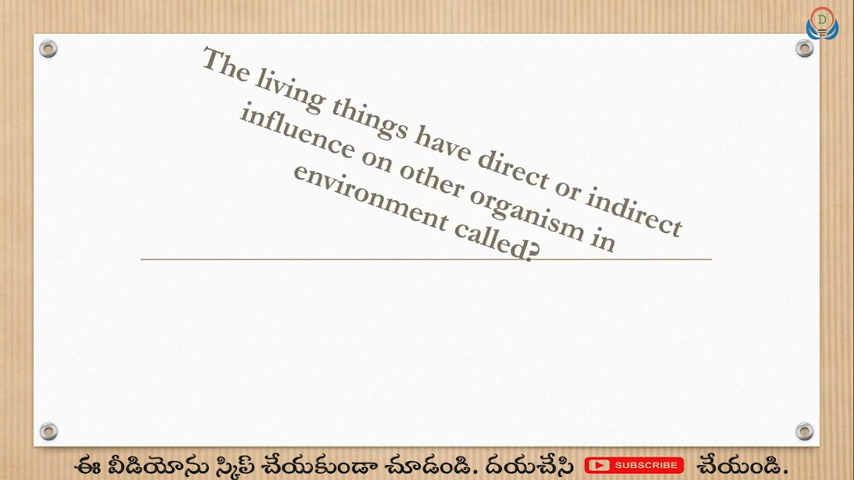 D
The living things have direct or indirect
influence on other organism in
environment called?
ఈ వీడియోను స్కిప్ చేయకుండా చూడండి. దయచేసి SUBSCRIBE చేయండి.